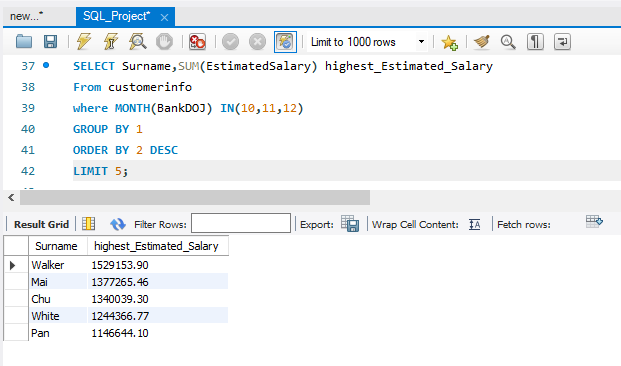 new...*
SQL_Project*
Limit to 1000 rows
37 SELECT Surname,SUM(EstimatedSalary) highest_Estimated_Salary
38 From customerinfo
39 where MONTH(BankDOJ) IN(10,11,12)
40 GROUP BY 1
41 ORDER BY 2 DESC
42 LIMIT 5;
Result Grid Filter Rows: Export: Wrap Cell Content: Fetch rows:
Surname highest_Estimated_Salary
Walker 1529153.90
Mai 1377265.46
Chu 1340039.30
White 1244366.77
Pan 1146644.10